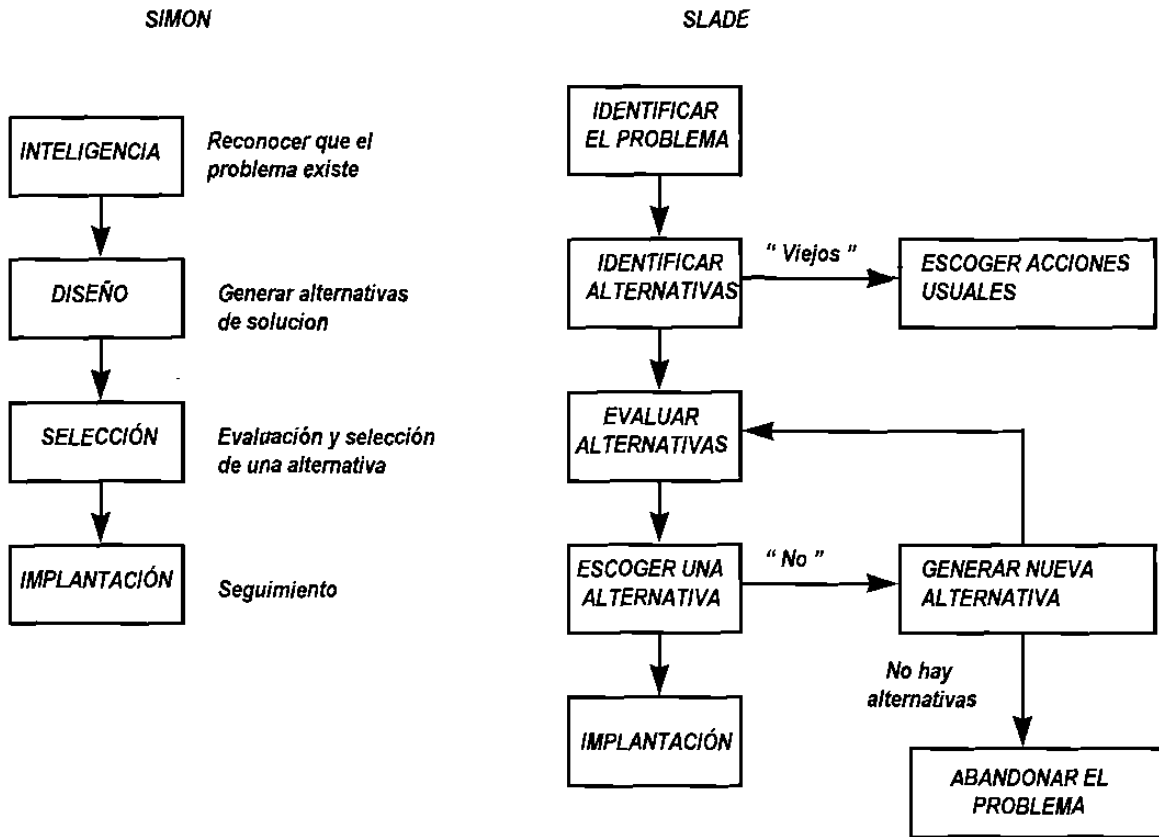 SIMON
INTELIGENCIA
Reconocer que el
problema existe
DISEÑO
Generar alternativas
de solucion
SELECCIÓN
Evaluación y selección
de una alternativa
IMPLANTACIÓN
Seguimiento
SLADE
IDENTIFICAR
EL PROBLEMA
IDENTIFICAR
ALTERNATIVAS
“ Viejos ”
ESCOGER ACCIONES
USUALES
EVALUAR
ALTERNATIVAS
ESCOGER UNA
ALTERNATIVA
“ No ”
GENERAR NUEVA
ALTERNATIVA
No hay
alternativas
IMPLANTACIÓN
ABANDONAR EL
PROBLEMA